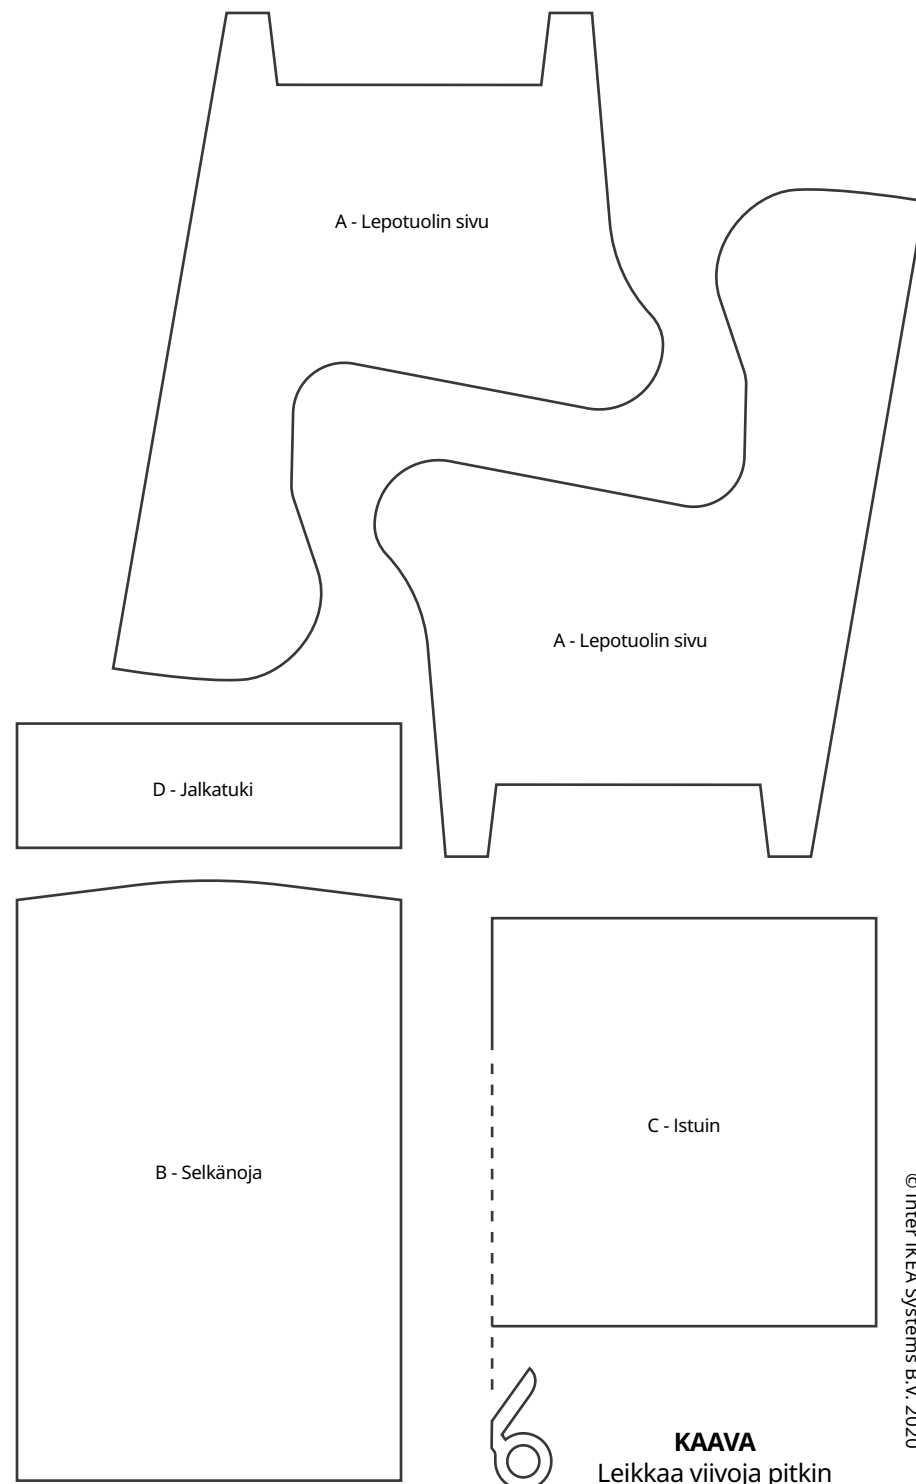 A - Lepotuolin sivu
A - Lepotuolin sivu
D - Jalkatuki
B - Selkänoja
C - Istuin
© Inter IKEA Systems B.V. 2020
KAAVA
Leikkaa viivoja pitkin